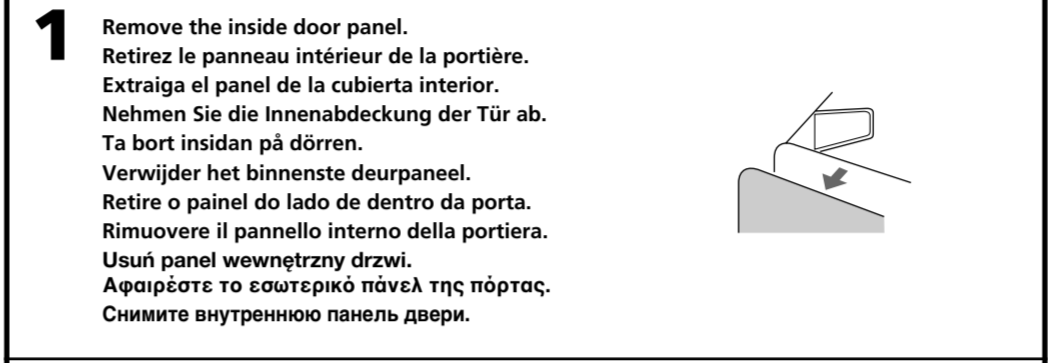 1
Remove the inside door panel.
Retirez le panneau intérieur de la portière.
Extraiga el panel de la cubierta interior.
Nehmen Sie die Innenabdeckung der Tür ab.
Ta bort insidan på dörren.
Verwijder het binnenste deurpaneel.
Retire o painel do lado de dentro da porta.
Rimuovere il pannello interno della portiera.
Usuń panel wewnętrzny drzwi.
Αφαιρέστε το εσωτερικό πάνελ της πόρτας.
Снимите внутреннюю панель двери.